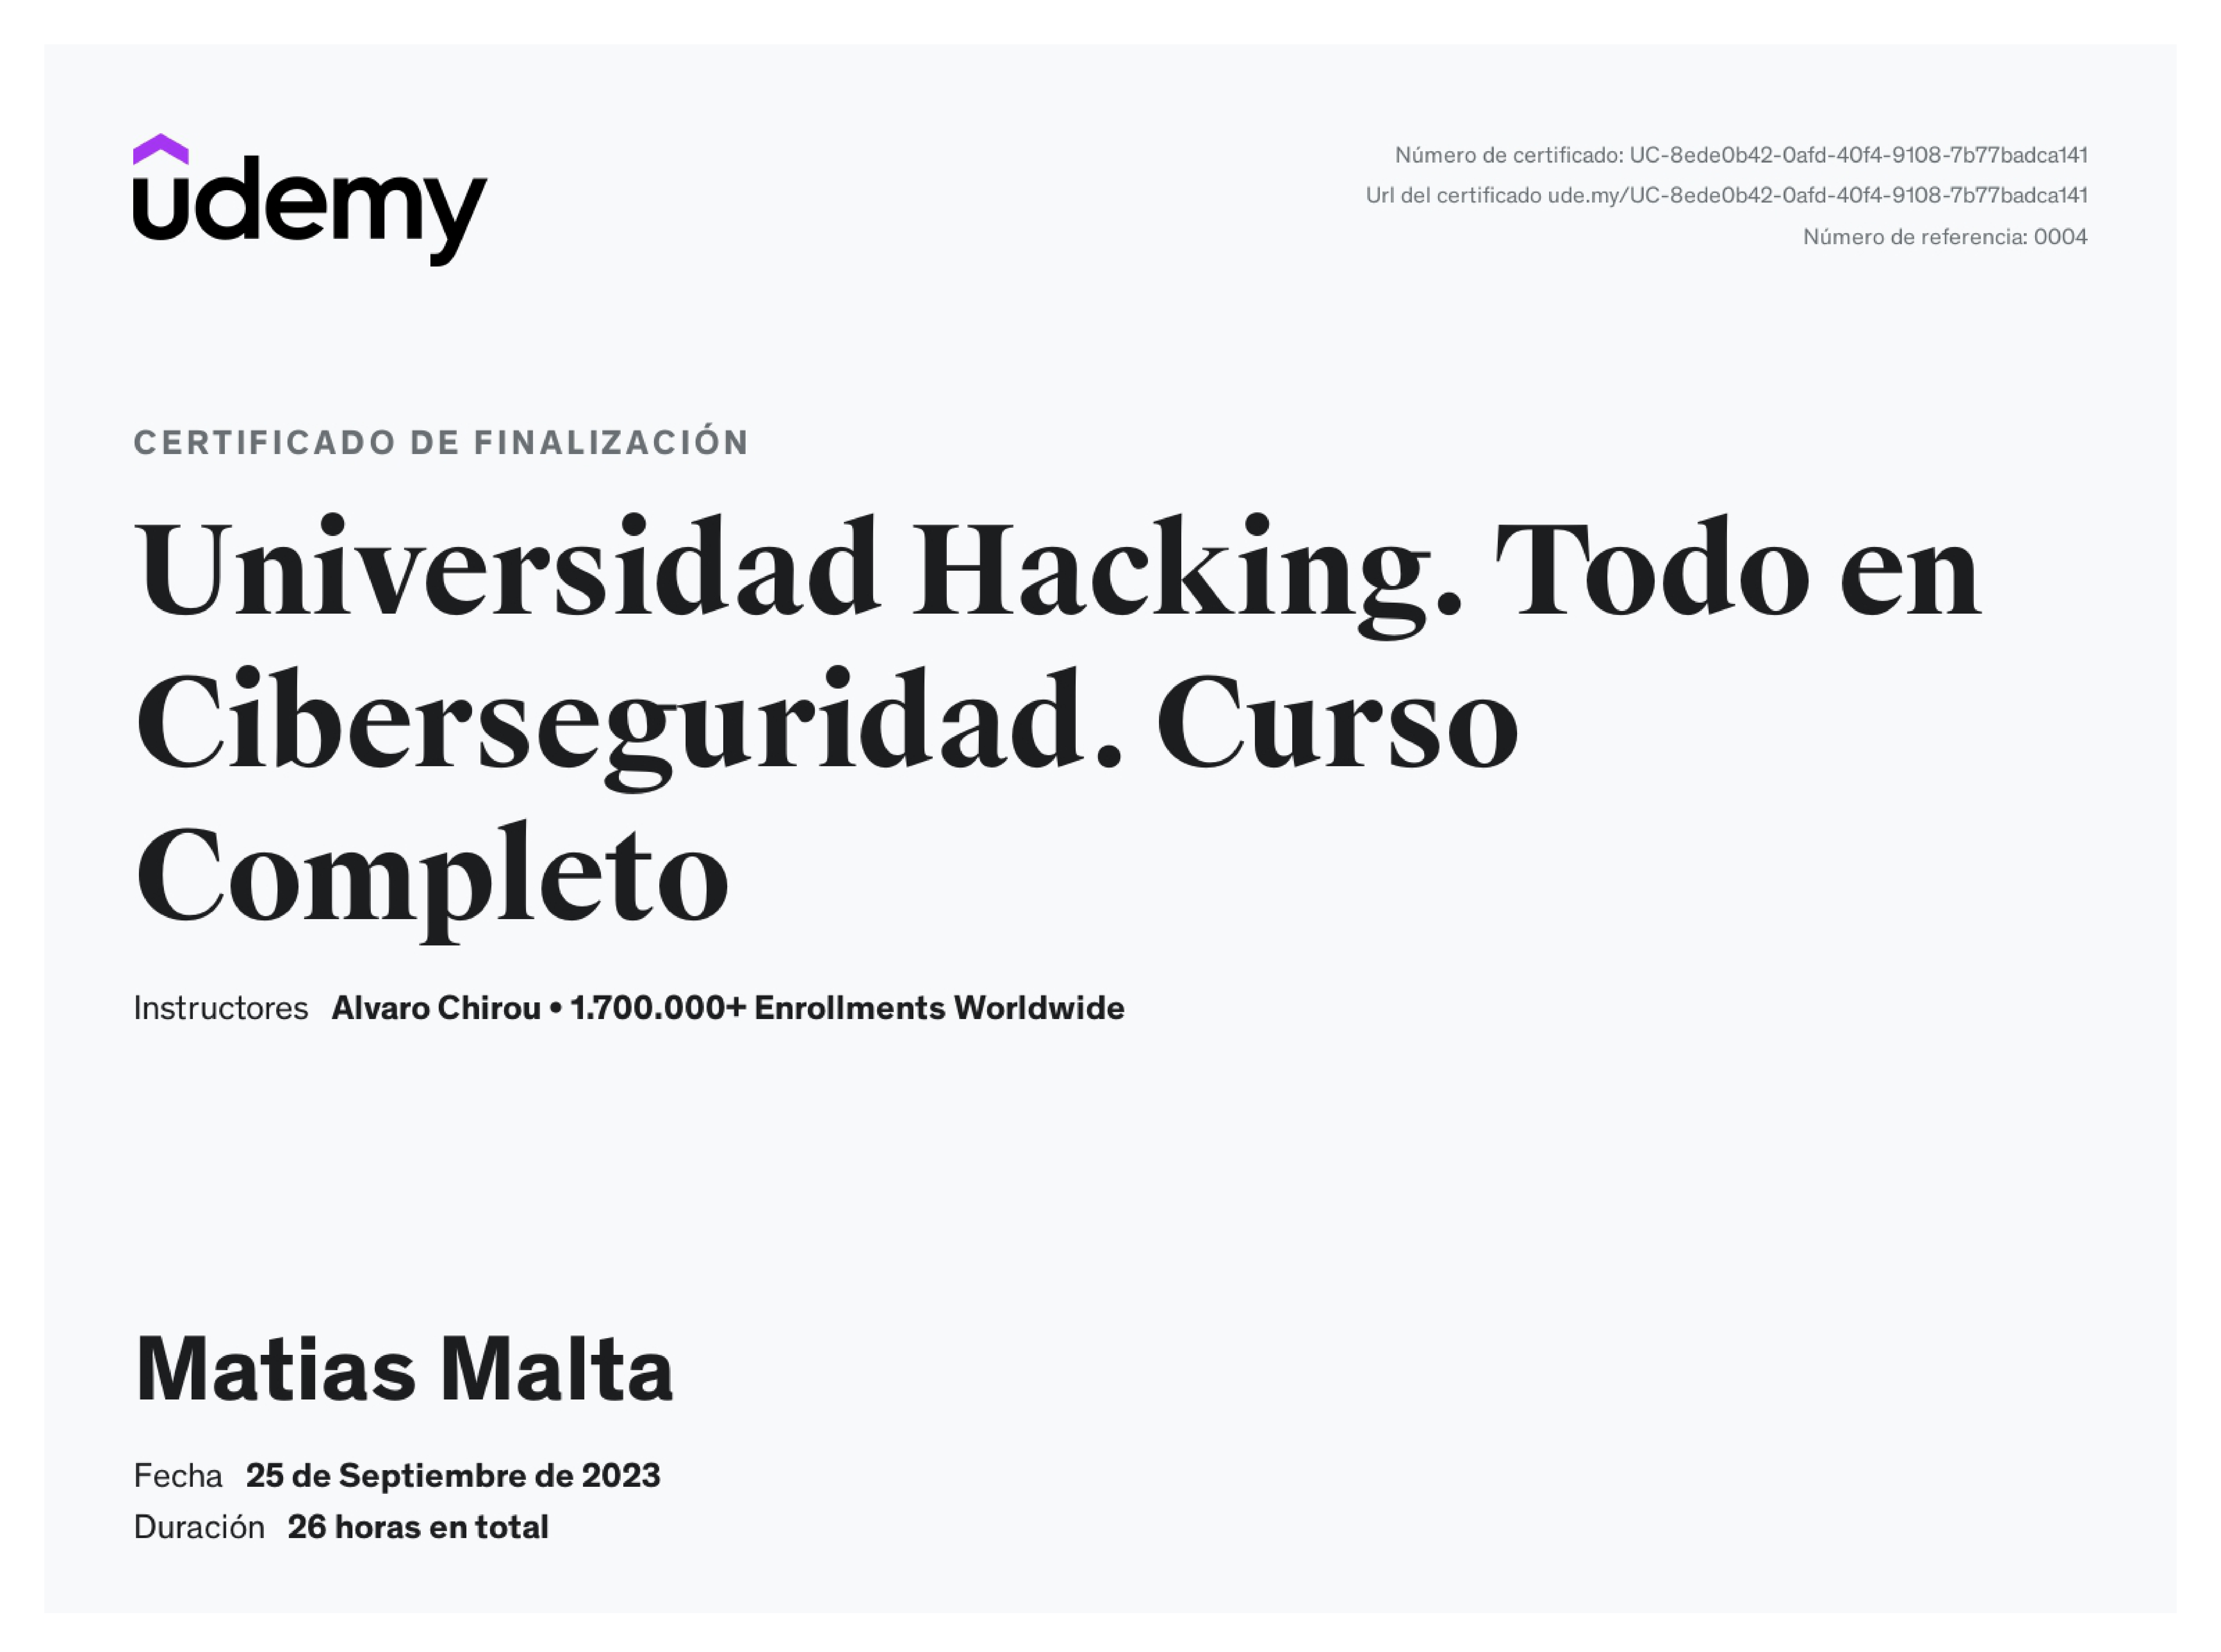 udemy
Número de certificado: UC-8ede0b42-0afd-40f4-9108-7b77badca141
Url del certificado ude.my/UC-8ede0b42-0afd-40f4-9108-7b77badca141
Número de referencia: 0004
CERTIFICADO DE FINALIZACIÓN
Universidad Hacking. Todo en
Ciberseguridad. Curso
Completo
Instructores Alvaro Chirou • 1.700.000+ Enrollments Worldwide
Matias Malta
Fecha 25 de Septiembre de 2023
Duración 26 horas en total